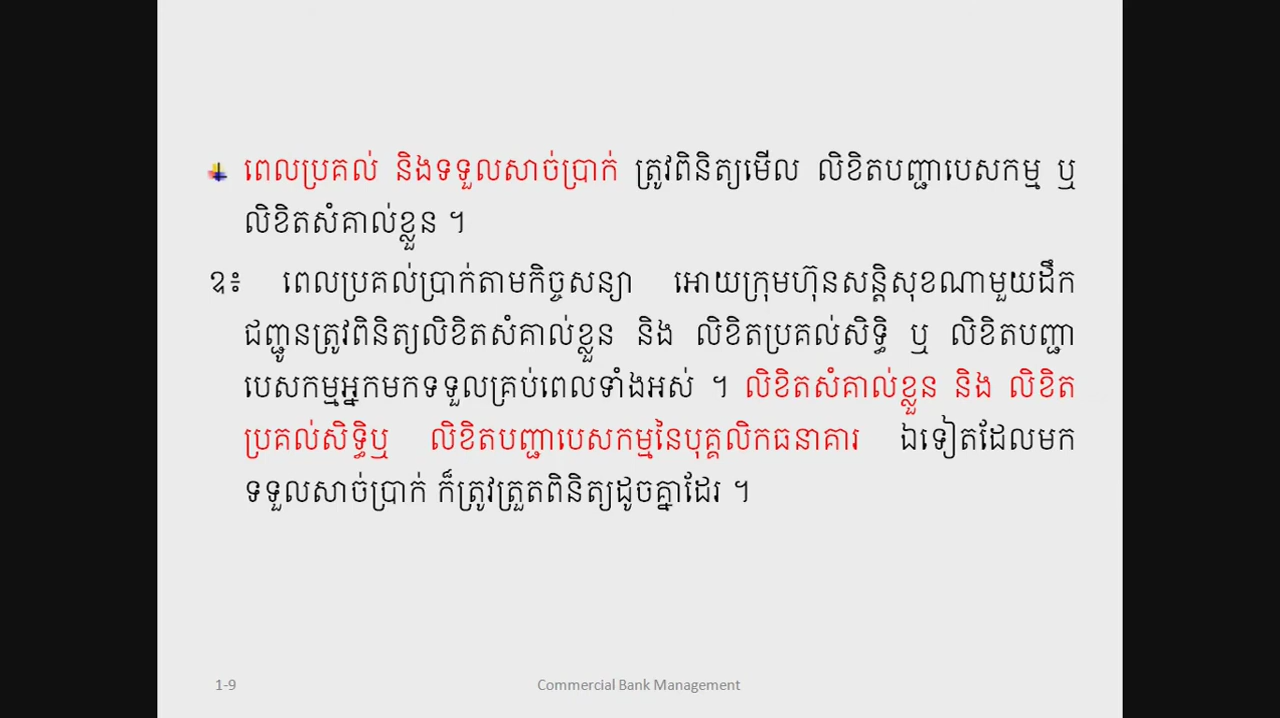 ពេលប្រគល់ និងទទួលសាច់ប្រាក់ ត្រូវពិនិត្យមើល លិខិតបញ្ជាបេសកម្ម ឬ
លិខិតសំគាល់ខ្លួន ។
ឧ៖ ពេលប្រគល់ប្រាក់តាមកិច្ចសន្យា អោយក្រុមហ៊ុនសន្តិសុខណាមួយដឹក
ជញ្ជូនត្រូវពិនិត្យលិខិតសំគាល់ខ្លួន និង លិខិតប្រគល់សិទ្ធិ ឬ លិខិតបញ្ជា
បេសកម្មអ្នកមកទទួលគ្រប់ពេលទាំងអស់ ។ លិខិតសំគាល់ខ្លួន និង លិខិត
ប្រគល់សិទ្ធិឬ លិខិតបញ្ជាបេសកម្មនៃបុគ្គលិកធនាគារ ឯទៀតដែលមក
ទទួលសាច់ប្រាក់ ក៏ត្រូវត្រួតពិនិត្យដូចគ្នាដែរ ។
1-9
Commercial Bank Management